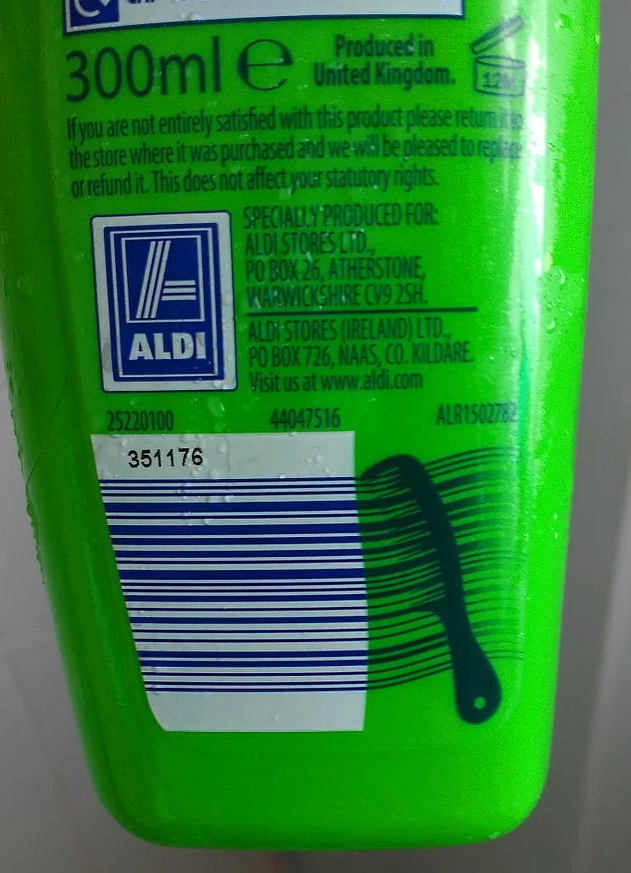 300ml e
Produced in
United Kingdom.
12M
If you are not entirely satisfied with this product please return
the store where it was purchased and we will be pleased to replace
or refund it. This does not affect your statutory rights.
ALDI
SPECIALLY PRODUCED FOR:
ALDI STORES LTD.,
PO BOX 26, ATHERSTONE,
WARWICKSHIRE CV9 2SH.
ALDI STORES (IRELAND) LTD.,
PO BOX 726, NAAS, CO. KILDARE.
Visit us at www.aldi.com
25220100 44047516 ALR1502782
351176